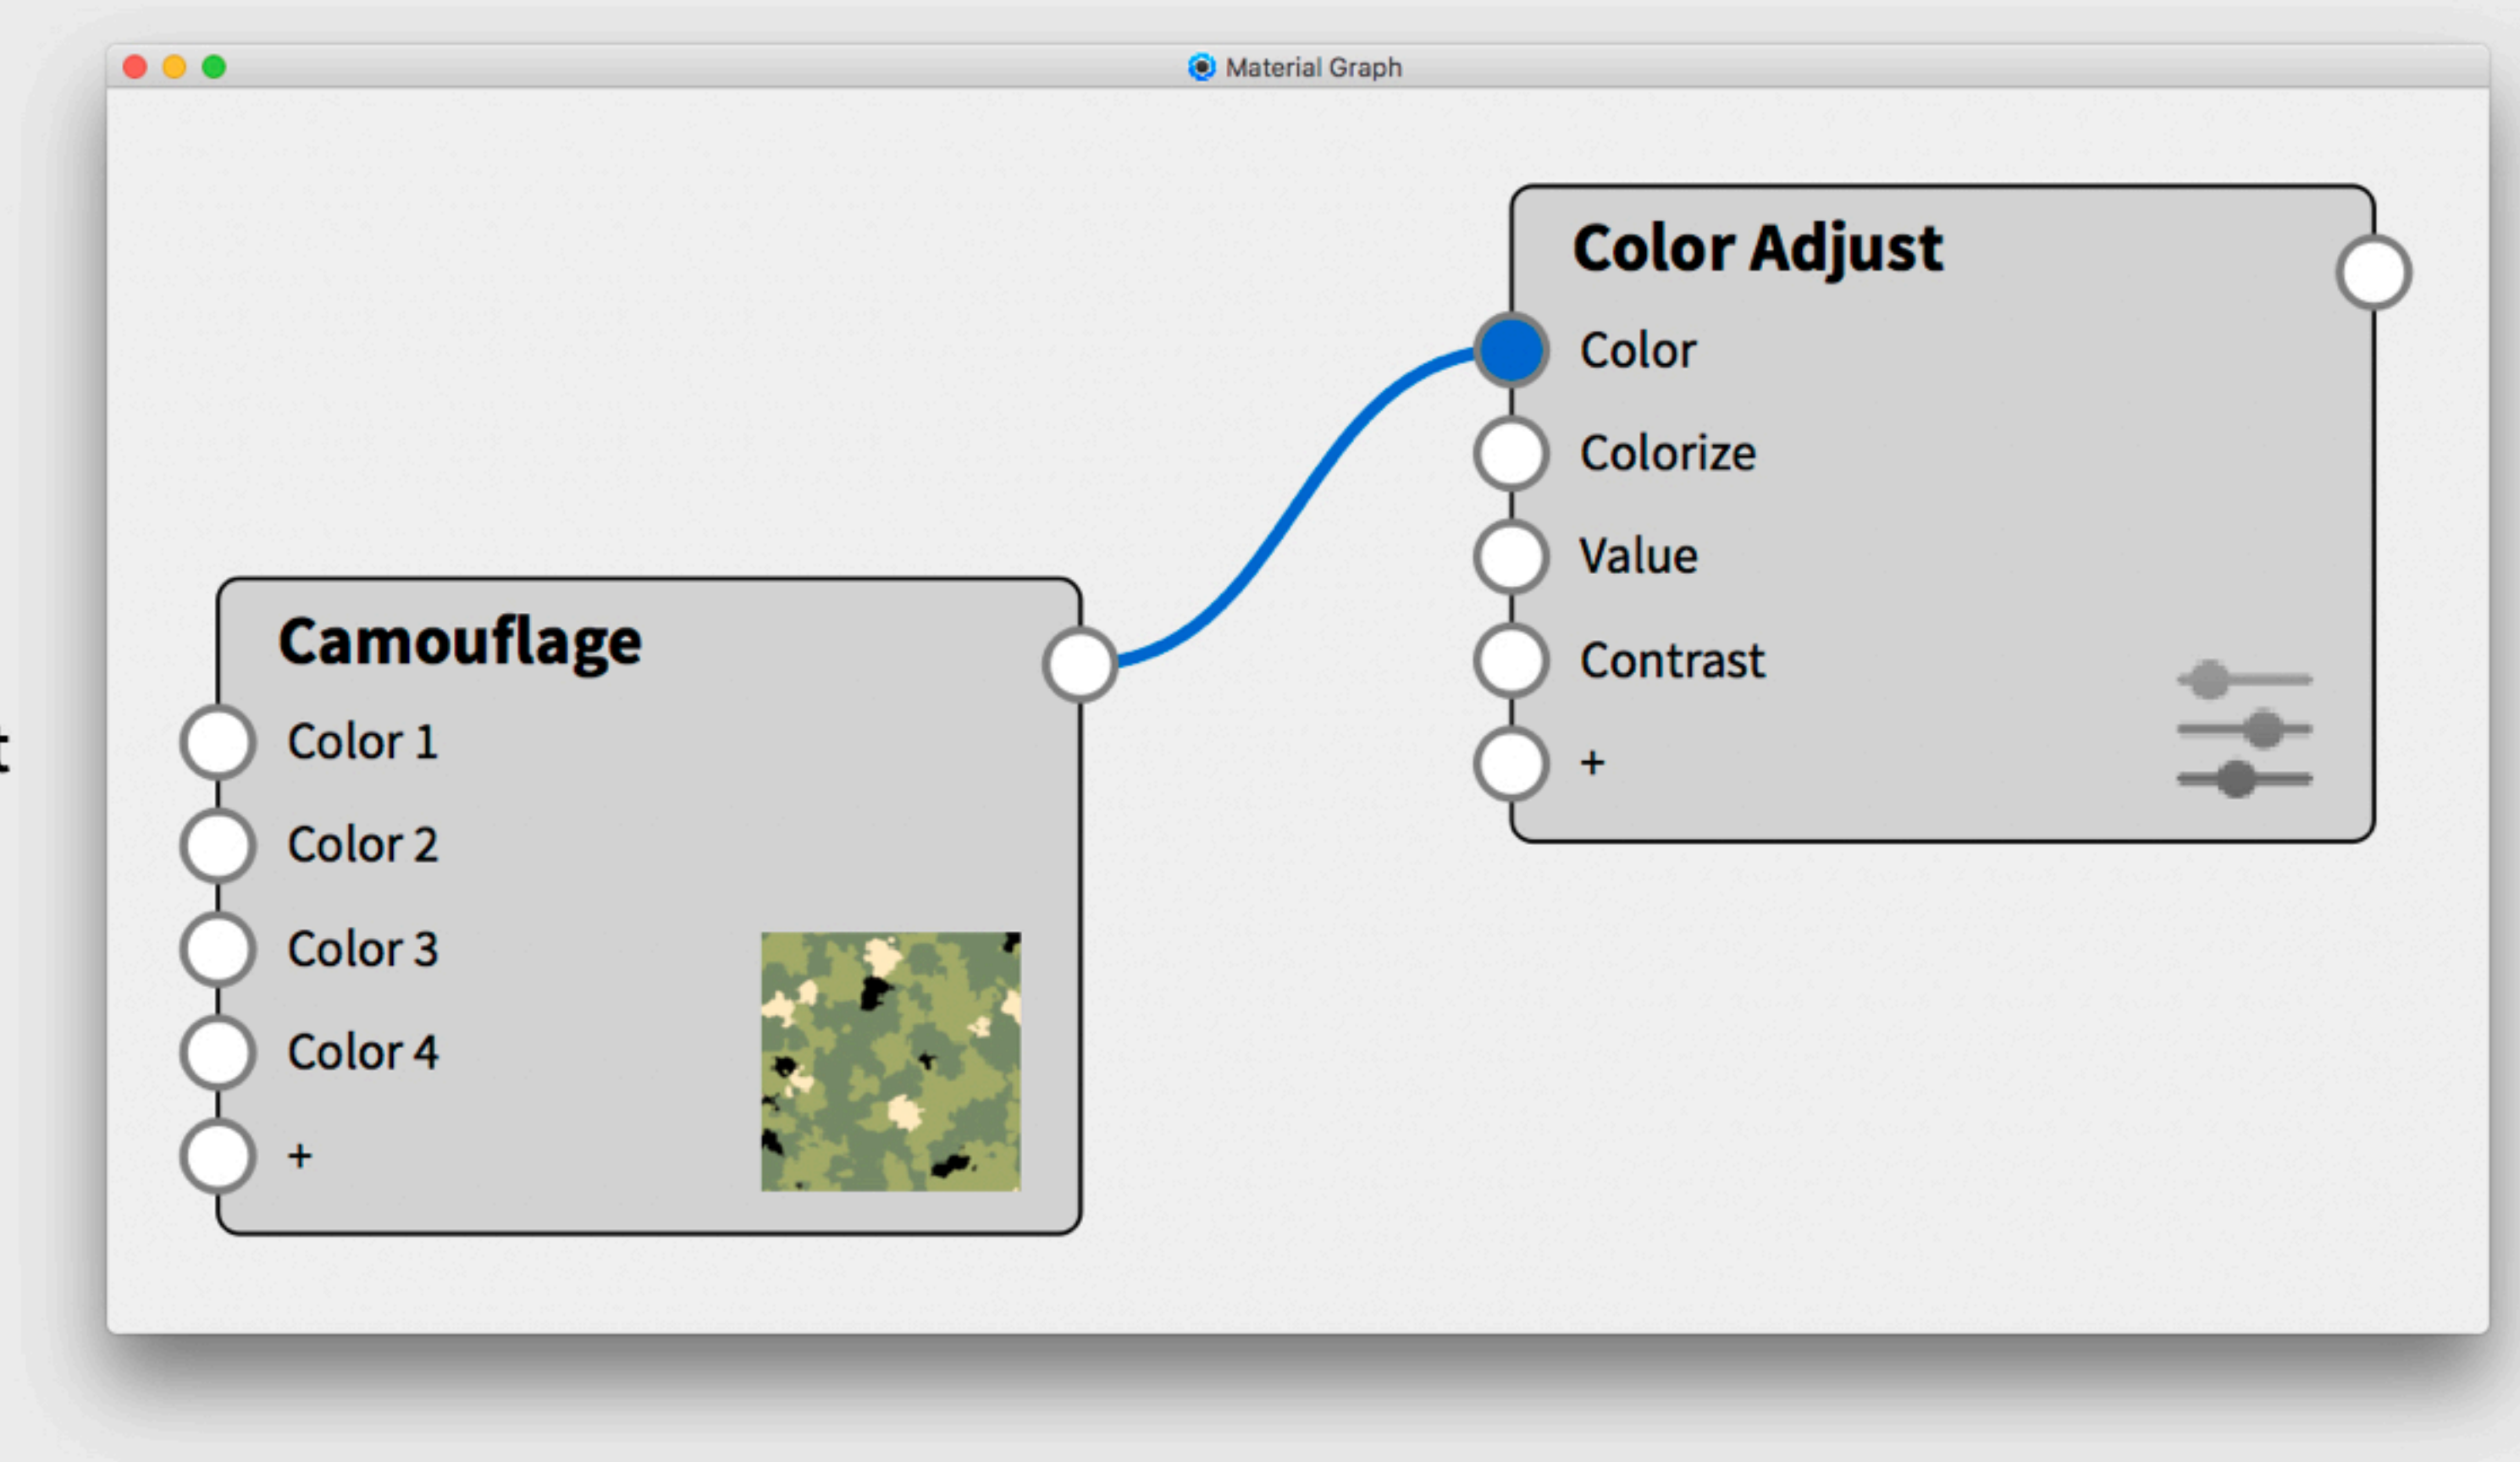 Material Graph
Color Adjust
Color
Colorize
Value
Contrast
+
Camouflage
Color 1
Color 2
Color 3
Color 4
+